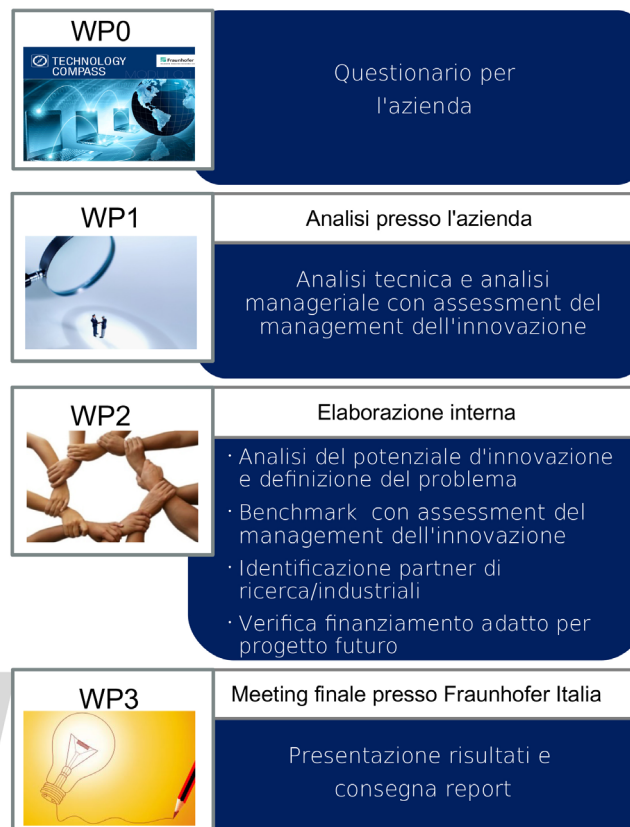 WP0
TECHNOLOGY
COMPASS
Fraunhofer
Questionario per
l'azienda
WP1
Analisi presso l'azienda
Analisi tecnica e analisi
manageriale con assessment del
management dell'innovazione
WP2
Elaborazione interna
· Analisi del potenziale d'innovazione
e definizione del problema
· Benchmark con assessment del
management dell'innovazione
· Identificazione partner di
ricerca/industriali
· Verifica finanziamento adatto per
progetto futuro
WP3
Meeting finale presso Fraunhofer Italia
Presentazione risultati e
consegna report